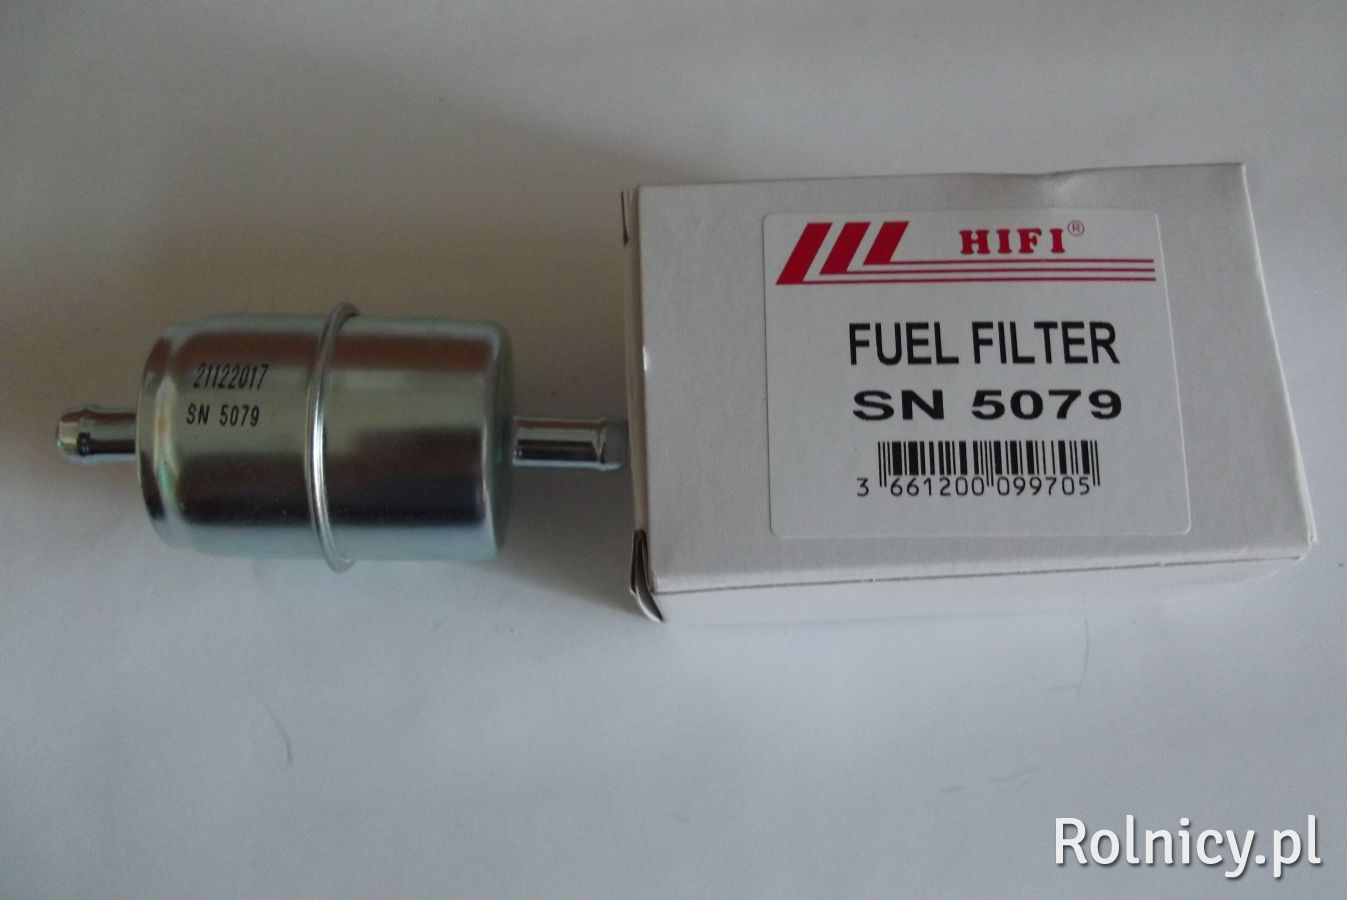 21122017
SN 5079
HIFI®
FUEL FILTER
SN 5079
3 661200 099705
Rolnicy.pl